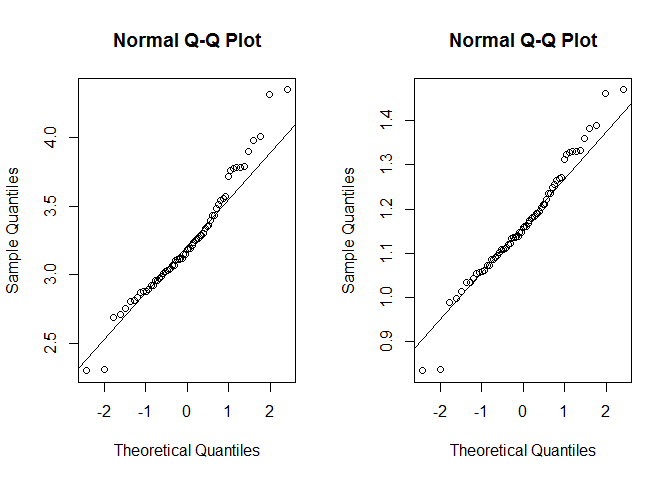 Normal Q-Q Plot
Sample Quantiles
4.0
3.5
3.0
2.5
-2 -1 0 1 2
Theoretical Quantiles
Normal Q-Q Plot
Sample Quantiles
1.4
1.3
1.2
1.1
1.0
0.9
-2 -1 0 1 2
Theoretical Quantiles